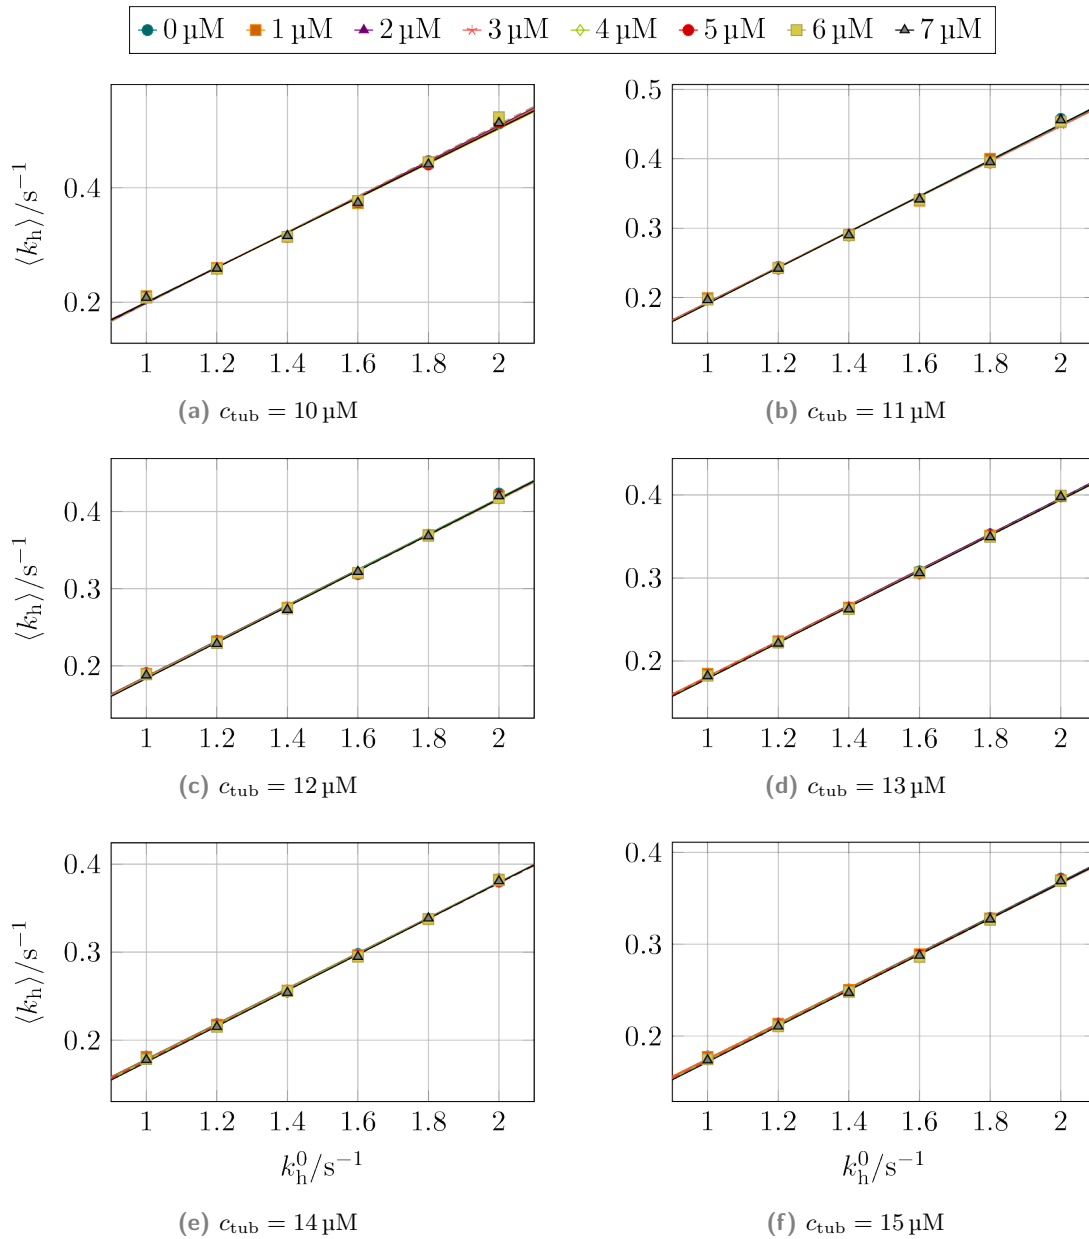 0 µM 1 µM 2 µM 3 µM 4 µM 5 µM 6 µM 7 µM
⟨k_h⟩/s⁻¹
0.4
0.2
1 1.2 1.4 1.6 1.8 2
(a) c_tub = 10 µM
0.5
0.4
0.3
0.2
1 1.2 1.4 1.6 1.8 2
(b) c_tub = 11 µM
⟨k_h⟩/s⁻¹
0.4
0.3
0.2
1 1.2 1.4 1.6 1.8 2
(c) c_tub = 12 µM
0.4
0.3
0.2
1 1.2 1.4 1.6 1.8 2
(d) c_tub = 13 µM
⟨k_h⟩/s⁻¹
0.4
0.3
0.2
1 1.2 1.4 1.6 1.8 2
k_h⁰/s⁻¹
(e) c_tub = 14 µM
0.4
0.3
0.2
1 1.2 1.4 1.6 1.8 2
k_h⁰/s⁻¹
(f) c_tub = 15 µM